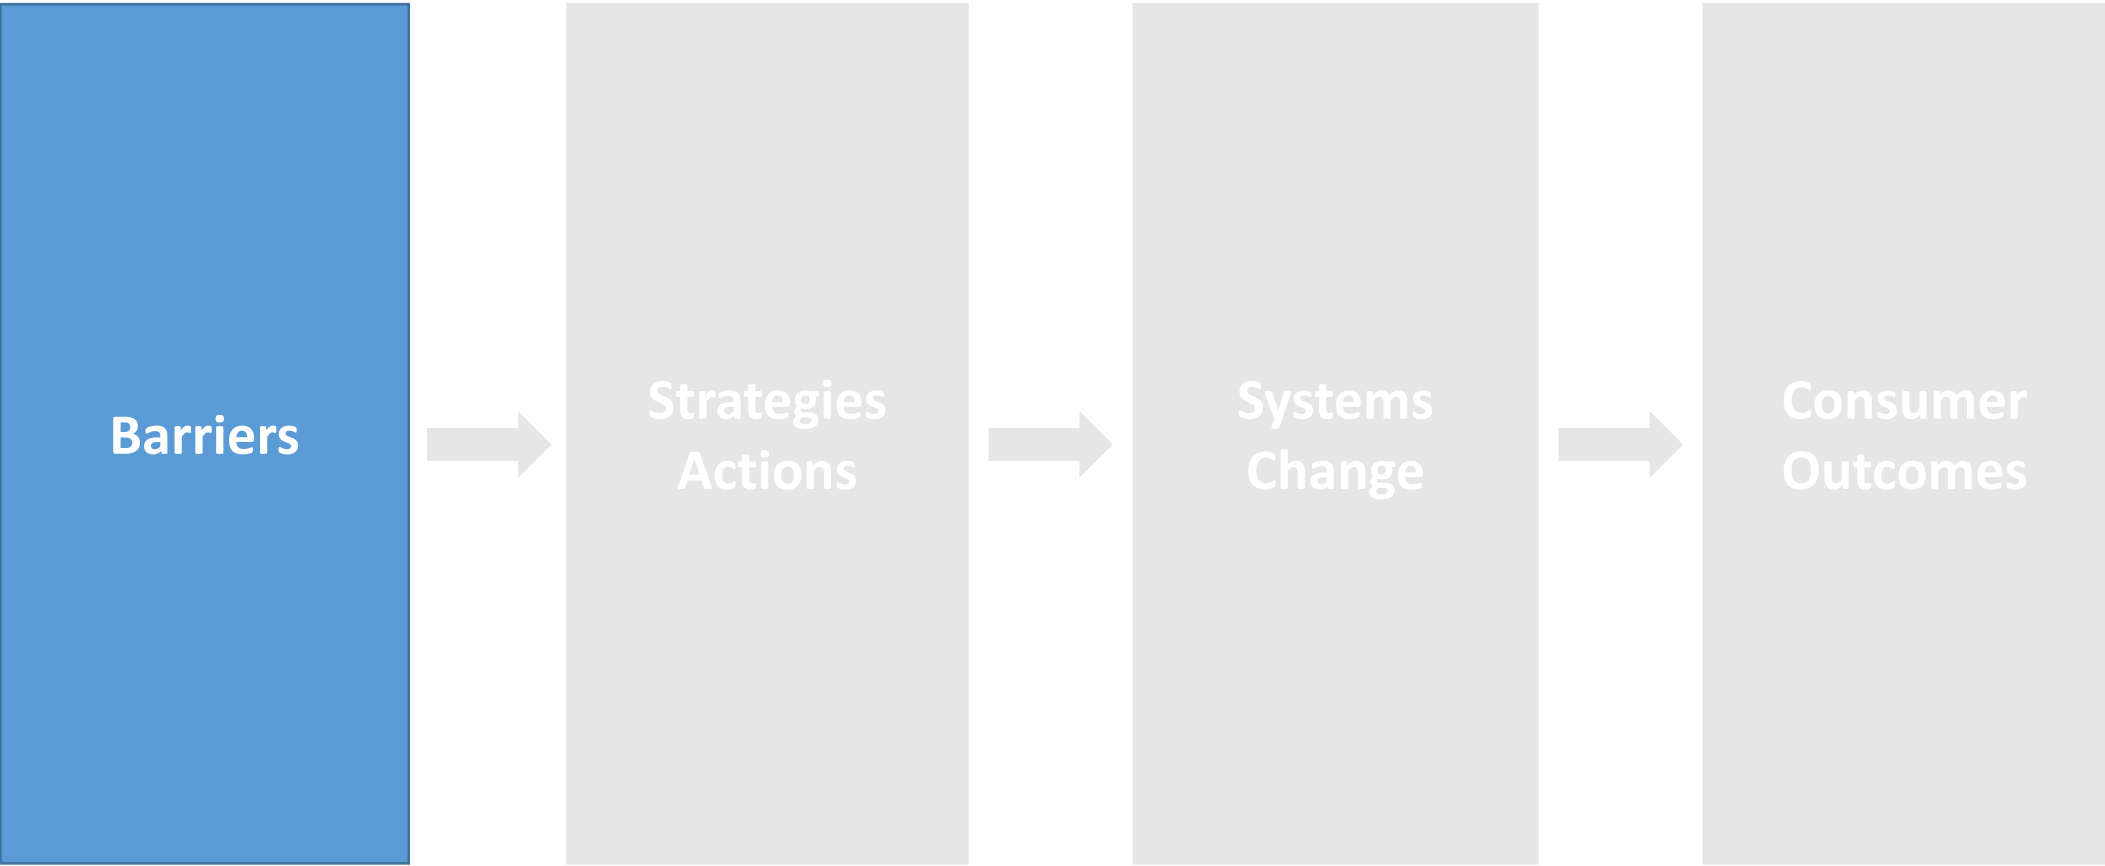 Barriers
Strategies
Actions
Systems
Change
Consumer
Outcomes